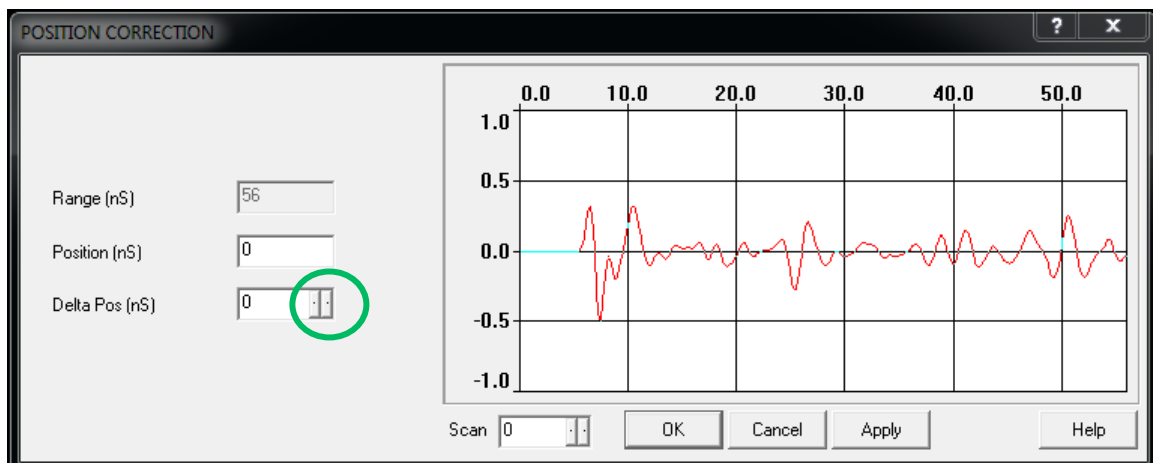 POSITION CORRECTION
? x
Range (nS) 56
Position (nS) 0
Delta Pos (nS) 0
0.0 10.0 20.0 30.0 40.0 50.0
1.0
0.5
0.0
-0.5
-1.0
Scan 0 OK Cancel Apply Help